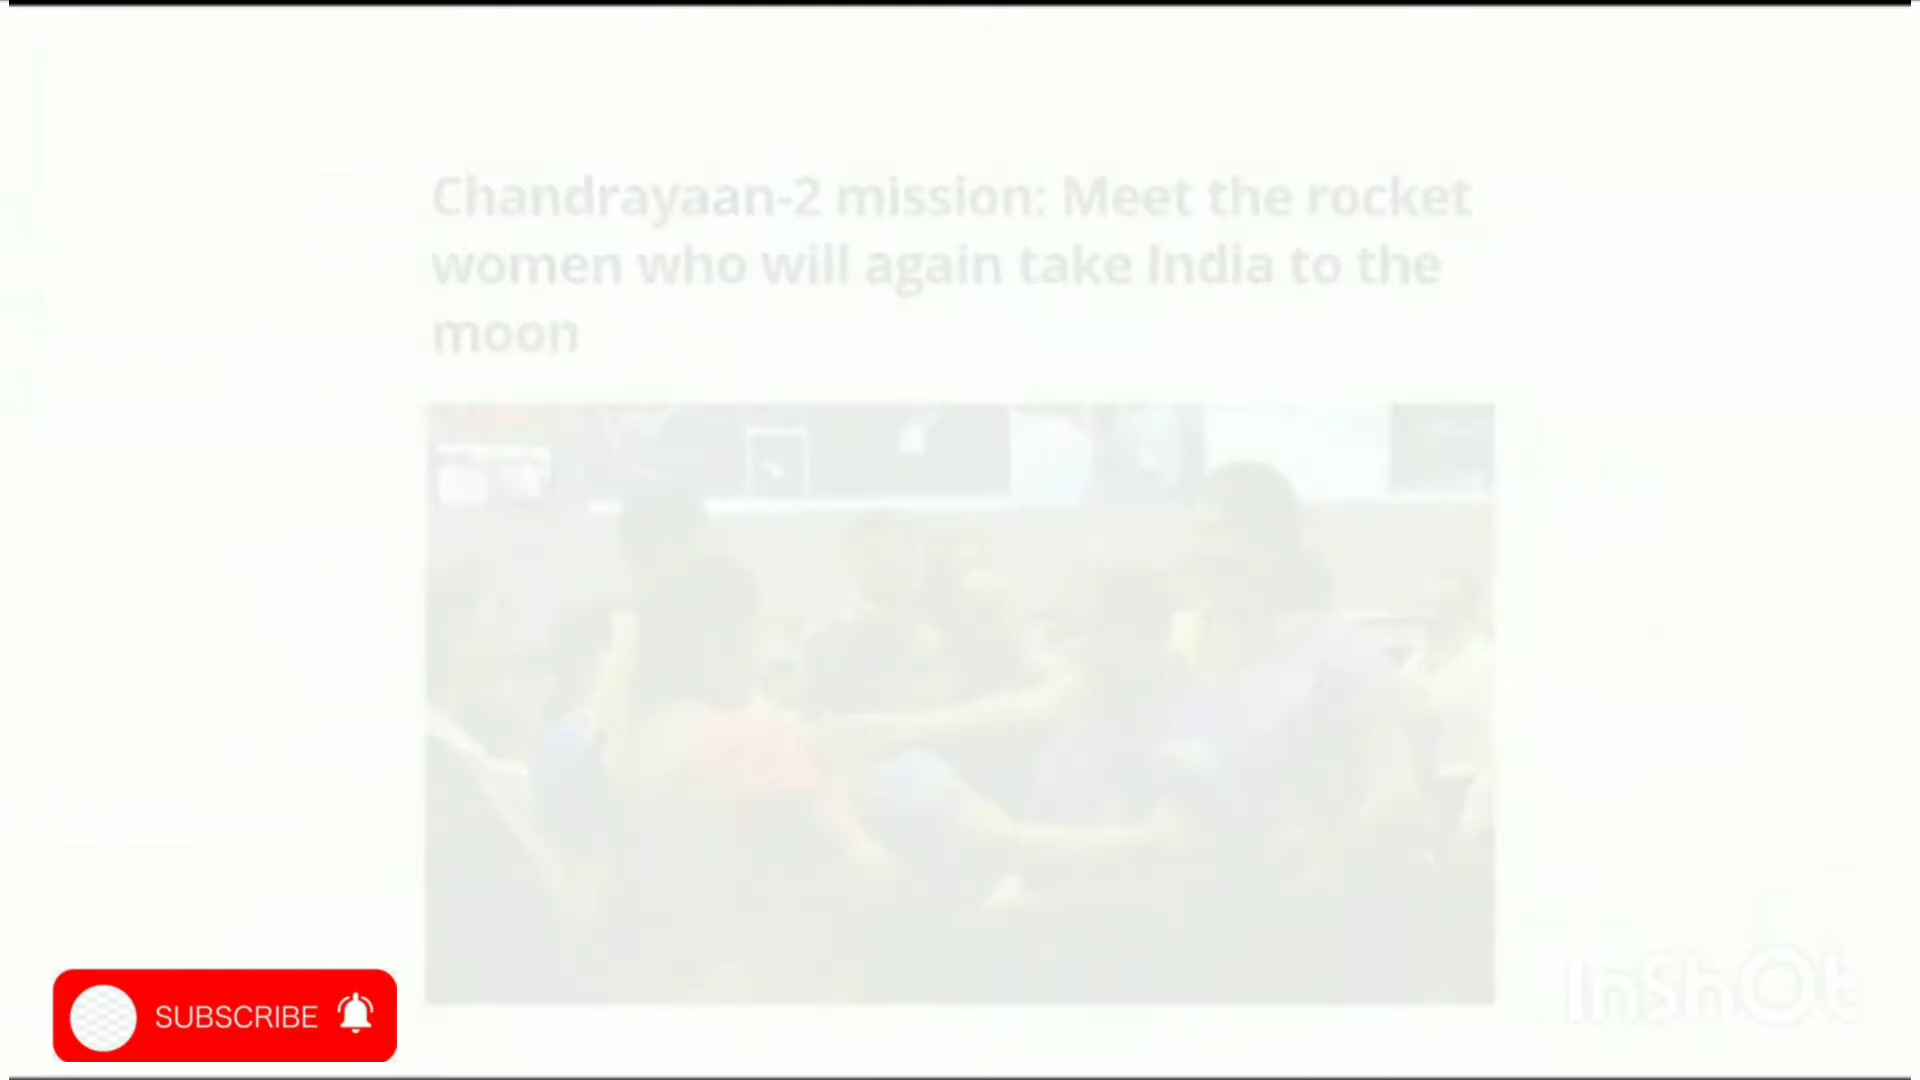 Chandrayaan-2 mission: Meet the rocket
women who will again take India to the
moon
SUBSCRIBE
InShOt